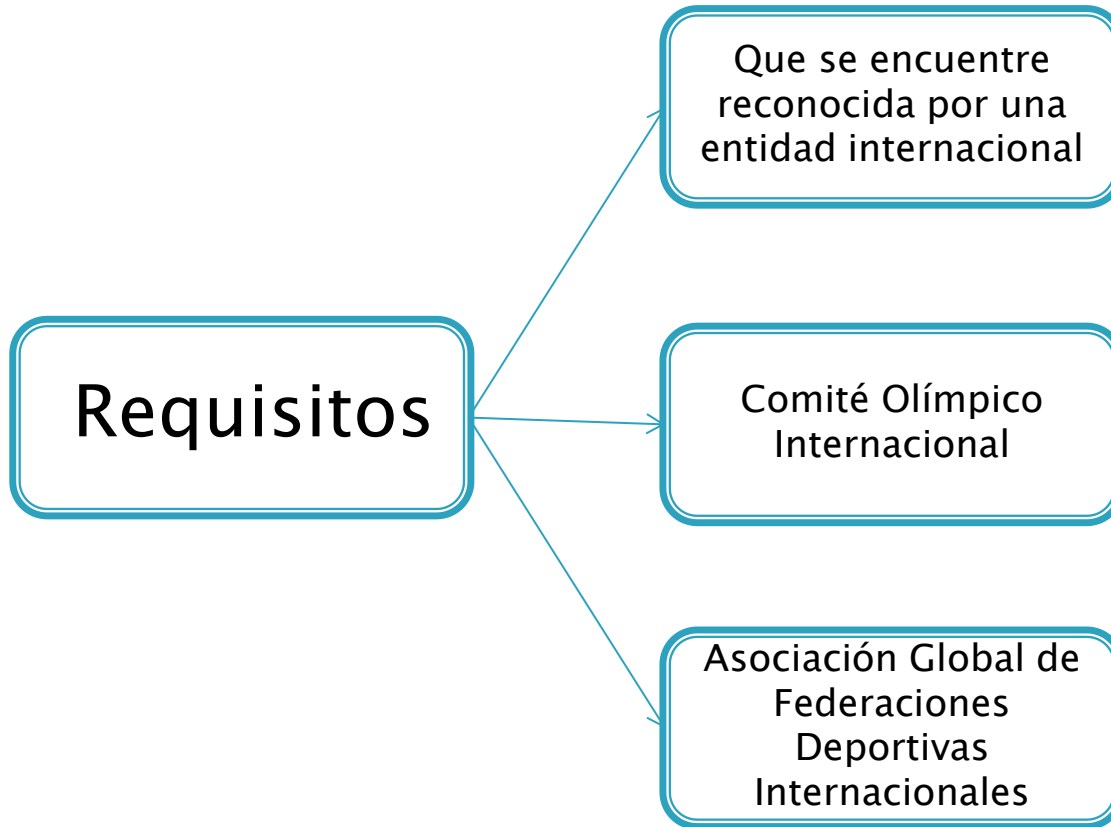 Que se encuentre
reconocida por una
entidad internacional
Requisitos
Comité Olímpico
Internacional
Asociación Global de
Federaciones
Deportivas
Internacionales